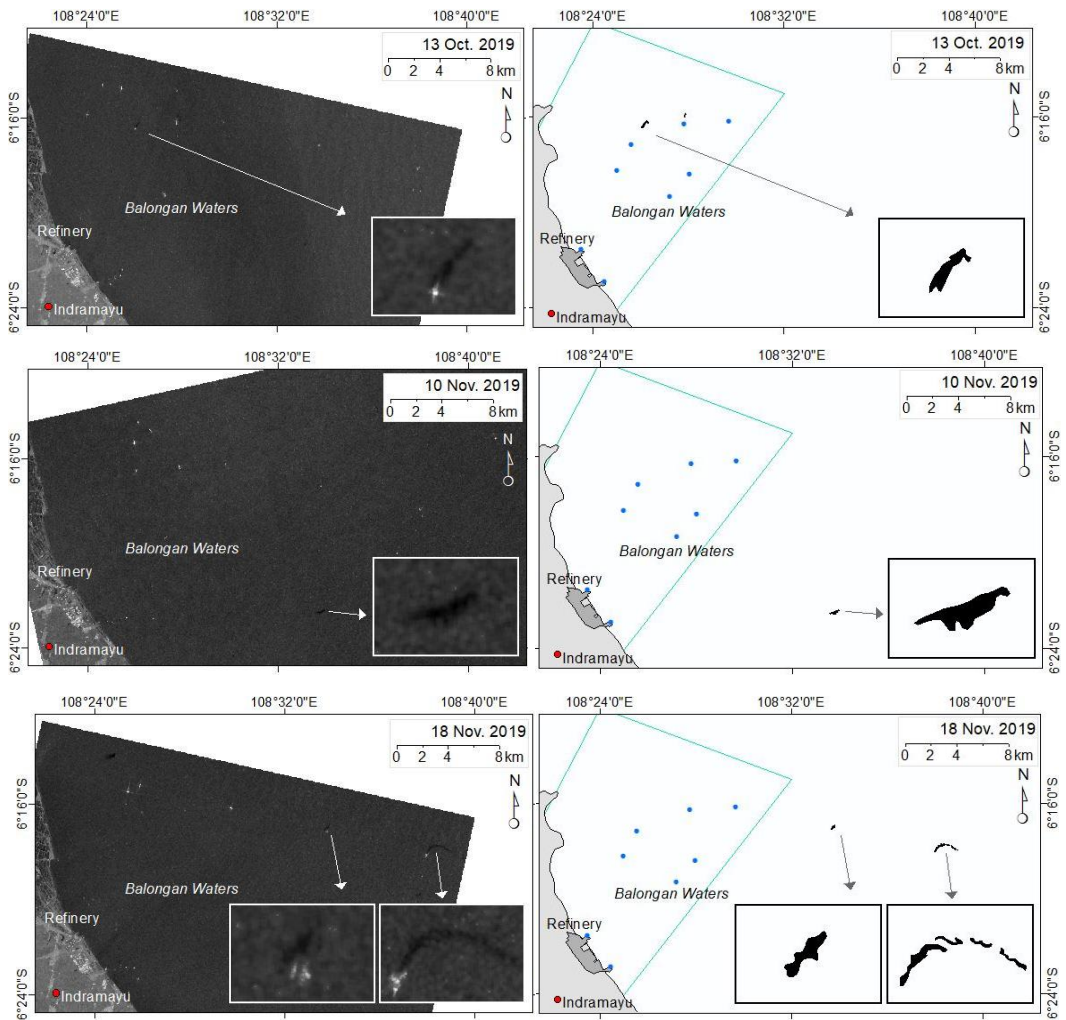 108°24'0"E 108°32'0"E 108°40'0"E
13 Oct. 2019
0 2 4 8 km
N
6°16'0"S
Balongan Waters
Refinery
6°24'0"S
Indramayu
108°24'0"E 108°32'0"E 108°40'0"E
13 Oct. 2019
0 2 4 8 km
N
6°16'0"S
Balongan Waters
Refinery
6°24'0"S
Indramayu
108°24'0"E 108°32'0"E 108°40'0"E
10 Nov. 2019
0 2 4 8 km
N
6°16'0"S
Balongan Waters
Refinery
6°24'0"S
Indramayu
108°24'0"E 108°32'0"E 108°40'0"E
10 Nov. 2019
0 2 4 8 km
N
6°16'0"S
Balongan Waters
Refinery
6°24'0"S
Indramayu
108°24'0"E 108°32'0"E 108°40'0"E
18 Nov. 2019
0 2 4 8 km
N
6°16'0"S
Balongan Waters
Refinery
6°24'0"S
Indramayu
108°24'0"E 108°32'0"E 108°40'0"E
18 Nov. 2019
0 2 4 8 km
N
6°16'0"S
Balongan Waters
Refinery
6°24'0"S
Indramayu